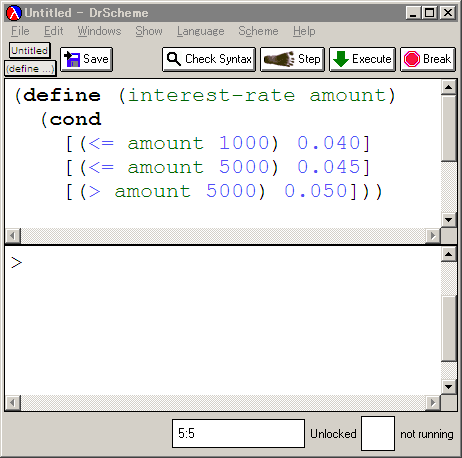 Untitled - DrScheme
File Edit Windows Show Language Scheme Help
Untitled
(define ...)
Save
Check Syntax
Step
Execute
Break
(define (interest-rate amount)
(cond
[(<= amount 1000) 0.040]
[(<= amount 5000) 0.045]
[(> amount 5000) 0.050]))
>
5:5
Unlocked
not running